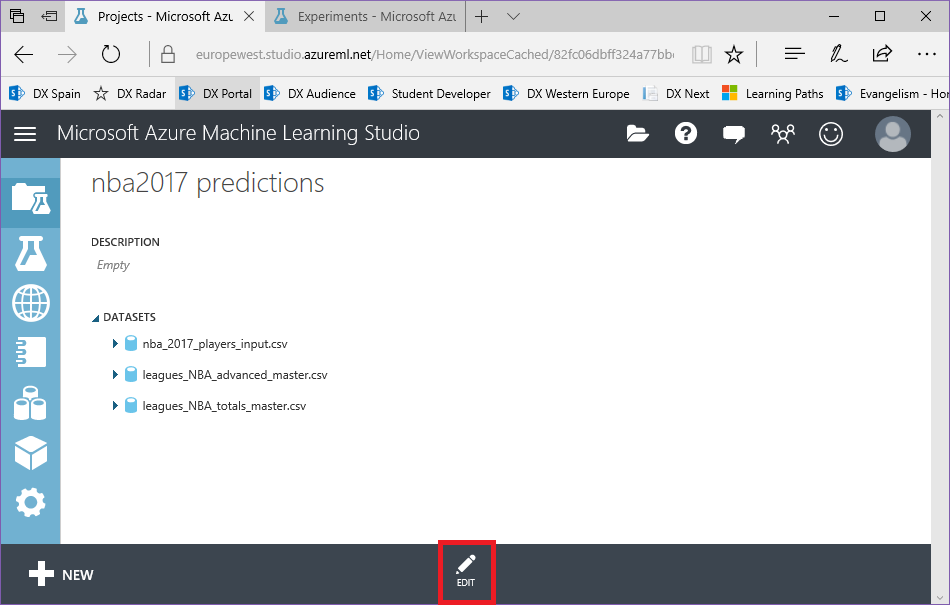 Projects - Microsoft Azu
Experiments - Microsoft Azu
europewest.studio.azureml.net/Home/ViewWorkspaceCached/82fc06dbff324a77bb
DX Spain
DX Radar
DX Portal
DX Audience
Student Developer
DX Western Europe
DX Next
Learning Paths
Evangelism - Hor
Microsoft Azure Machine Learning Studio
nba2017 predictions
DESCRIPTION
Empty
DATASETS
nba_2017_players_input.csv
leagues_NBA_advanced_master.csv
leagues_NBA_totals_master.csv
NEW
EDIT